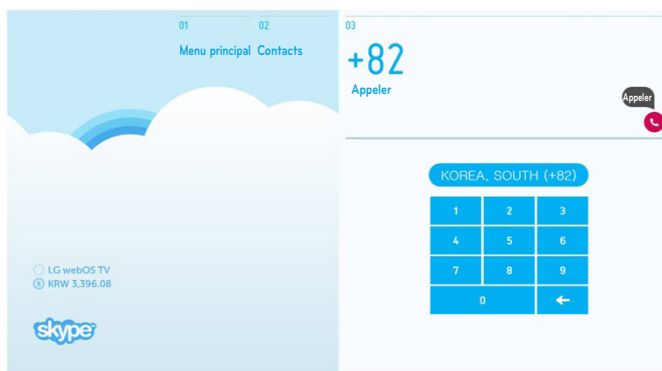 01
02
03
Menu principal
Contacts
+82
Appeler
Appeler
KOREA, SOUTH (+82)
1 2 3
4 5 6
7 8 9
0
LG webOS TV
KRW 3,396.08
skype